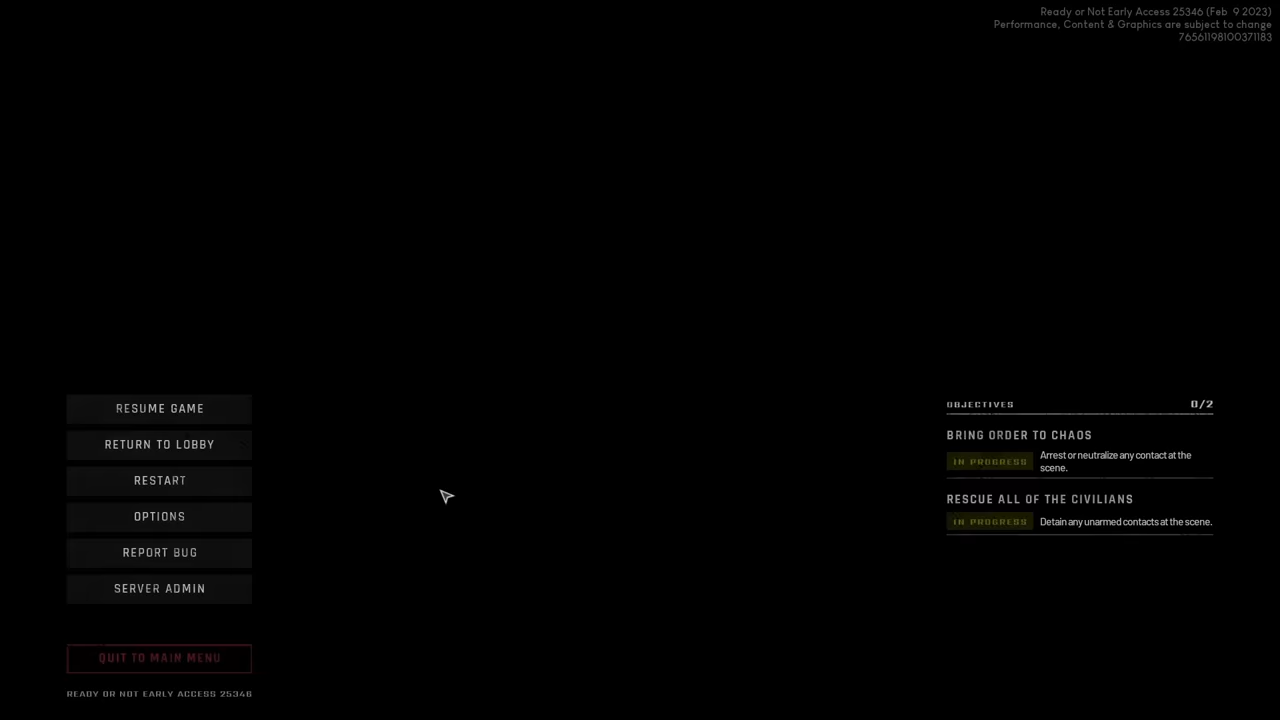 Ready or Not Early Access 25346 (Feb 9 2023)
Performance, Content & Graphics are subject to change
76561198100371183
RESUME GAME
RETURN TO LOBBY
RESTART
OPTIONS
REPORT BUG
SERVER ADMIN
QUIT TO MAIN MENU
READY OR NOT EARLY ACCESS 25346
OBJECTIVES 0/2
BRING ORDER TO CHAOS
IN PROGRESS Arrest or neutralize any contact at the
scene.
RESCUE ALL OF THE CIVILIANS
IN PROGRESS Detain any unarmed contacts at the scene.